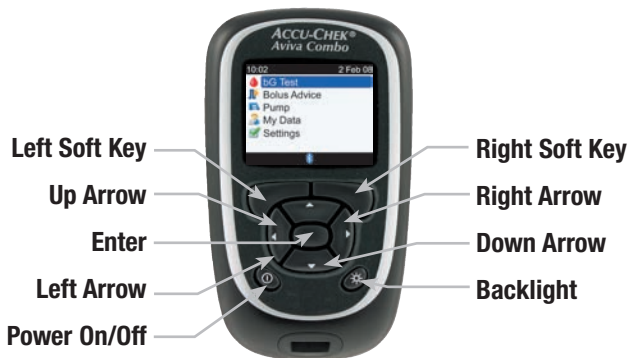 ACCU-CHEK®
Aviva Combo
10:02 2 Feb 08
bG Test
Bolus Advice
Pump
My Data
Settings
Left Soft Key
Up Arrow
Enter
Left Arrow
Power On/Off
Right Soft Key
Right Arrow
Down Arrow
Backlight